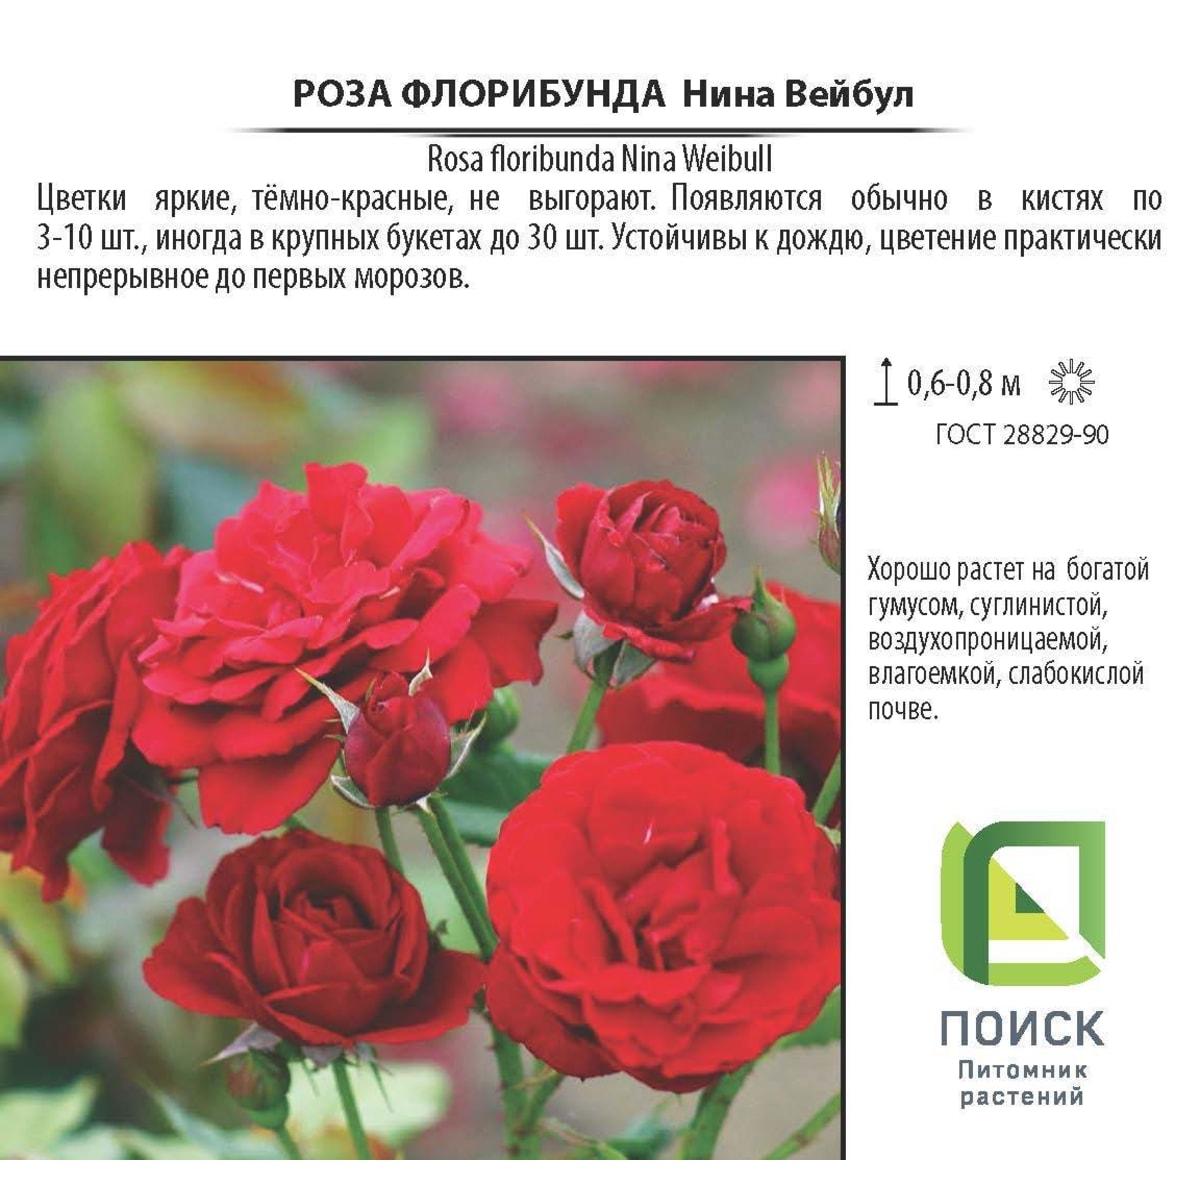 РОЗА ФЛОРИБУНДА Нина Вейбул
Rosa floribunda Nina Weibull
Цветки яркие, тёмно-красные, не выгорают. Появляются обычно в кистях по
3-10 шт., иногда в крупных букетах до 30 шт. Устойчивы к дождю, цветение практически
непрерывное до первых морозов.
0,6-0,8 м
ГОСТ 28829-90
Хорошо растет на богатой
гумусом, суглинистой,
воздухопроницаемой,
влагоемкой, слабокислой
почве.
ПОИСК
Питомник
растений